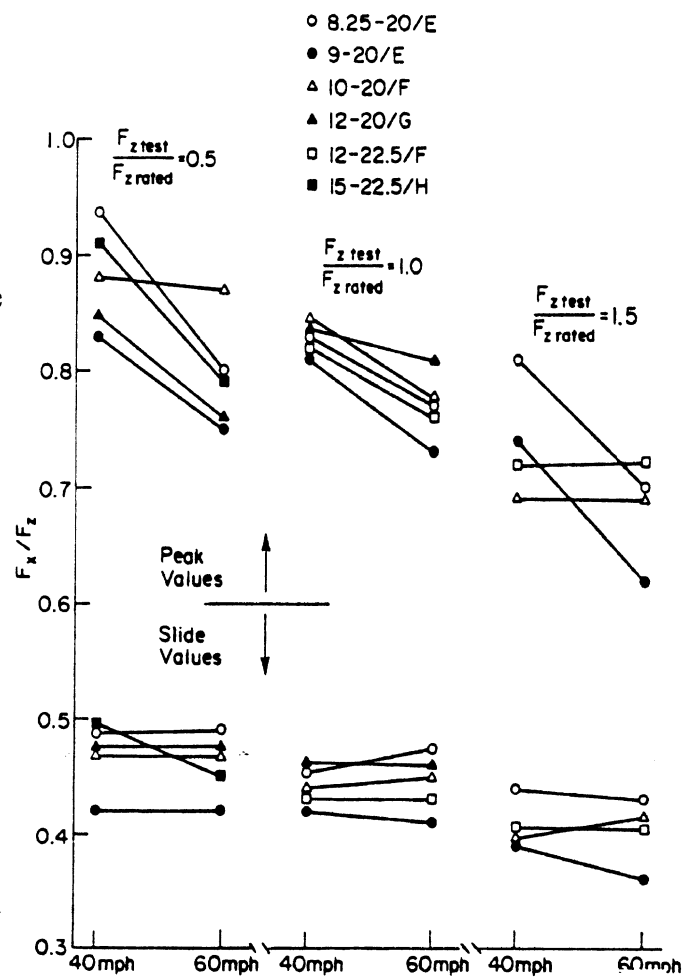 8.25-20/E
9-20/E
10-20/F
12-20/G
12-22.5/F
15-22.5/H
1.0
0.9
0.8
0.7
0.6
0.5
0.4
0.3
Fx/Fz
Fz test
Fz rated
=0.5
Fz test
Fz rated
=1.0
Fz test
Fz rated
=1.5
Peak
Values
Slide
Values
40mph
60mph
40mph
60mph
40mph
60mph